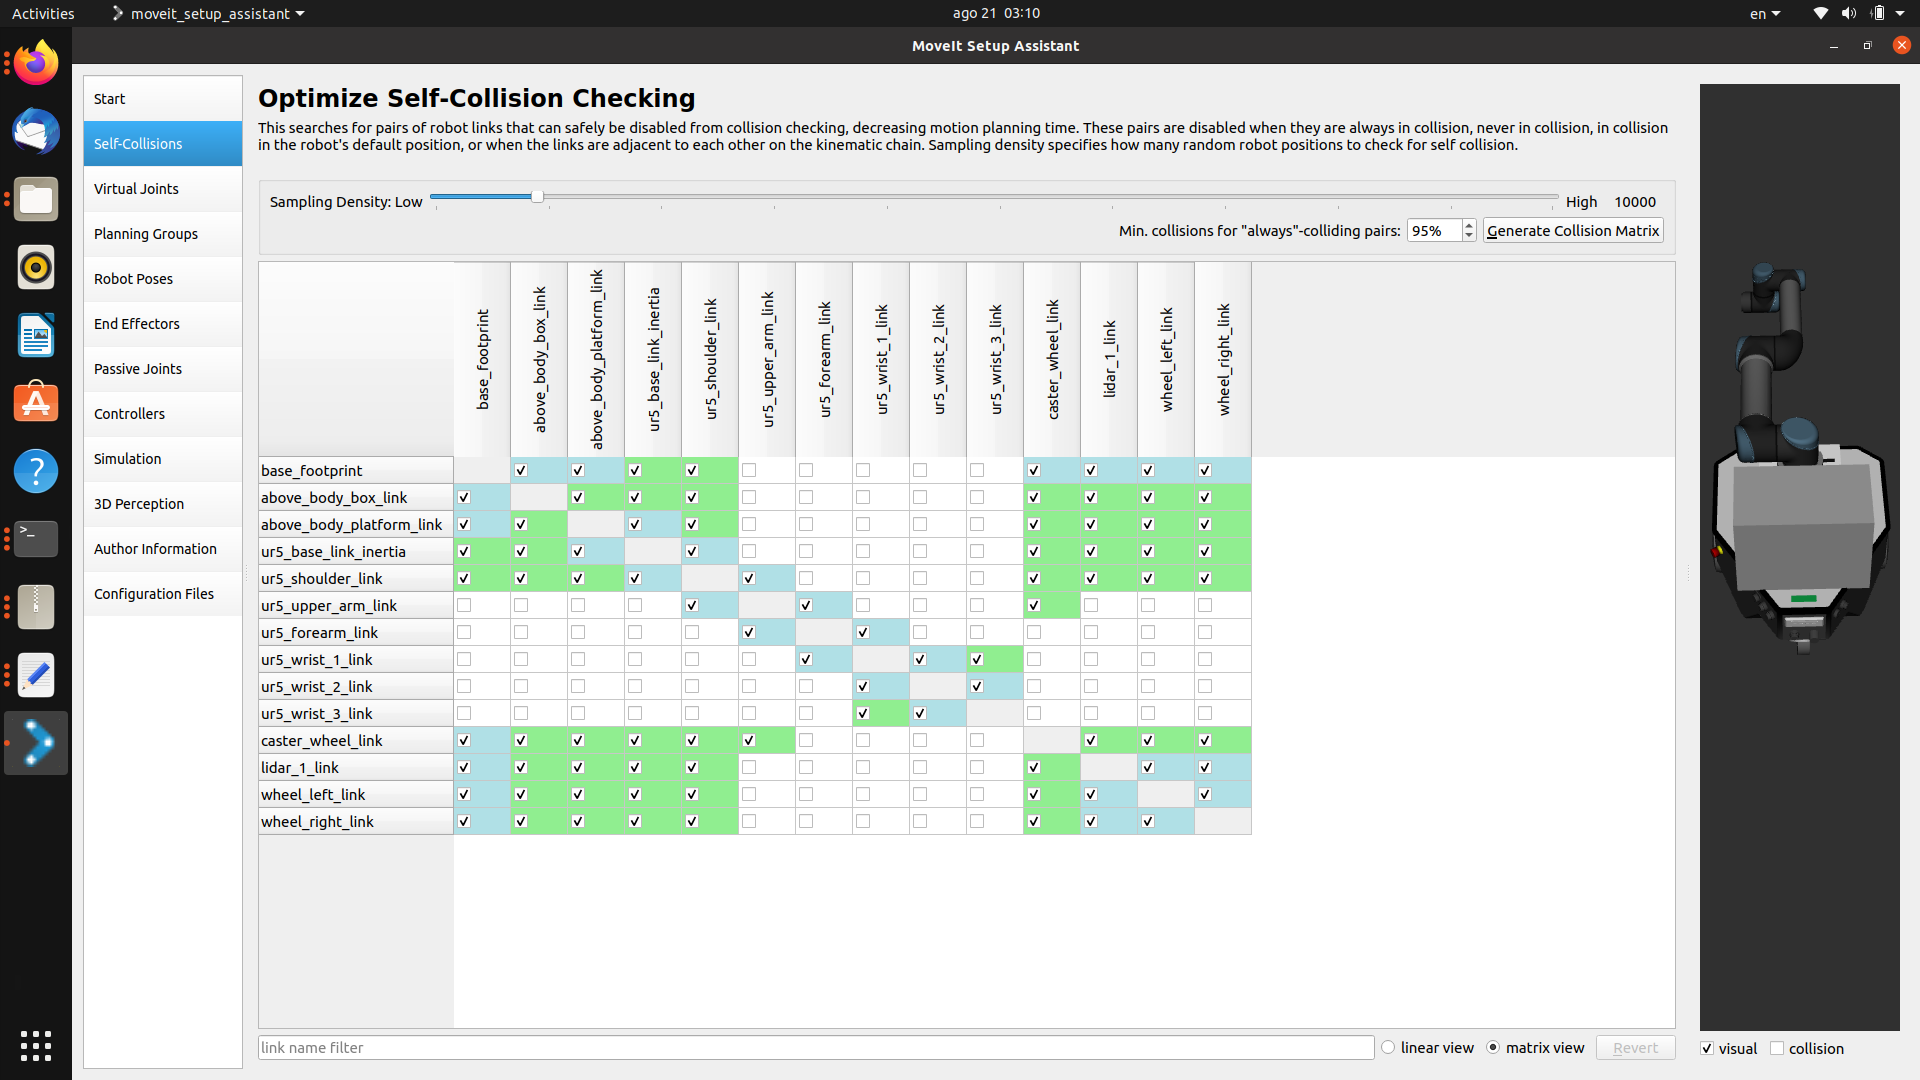 Activities
moveit_setup_assistant
ago 21 03:10
en
MoveIt Setup Assistant
Start
Self-Collisions
Virtual Joints
Planning Groups
Robot Poses
End Effectors
Passive Joints
Controllers
Simulation
3D Perception
Author Information
Configuration Files
Optimize Self-Collision Checking
This searches for pairs of robot links that can safely be disabled from collision checking, decreasing motion planning time. These pairs are disabled when they are always in collision, never in collision, in collision
in the robot's default position, or when the links are adjacent to each other on the kinematic chain. Sampling density specifies how many random robot positions to check for self collision.
Sampling Density: Low
High 10000
Min. collisions for "always"-colliding pairs: 95% Generate Collision Matrix
base_footprint
above_body_box_link
above_body_platform_link
ur5_base_link_inertia
ur5_shoulder_link
ur5_upper_arm_link
ur5_forearm_link
ur5_wrist_1_link
ur5_wrist_2_link
ur5_wrist_3_link
caster_wheel_link
lidar_1_link
wheel_left_link
wheel_right_link
base_footprint
above_body_box_link
above_body_platform_link
ur5_base_link_inertia
ur5_shoulder_link
ur5_upper_arm_link
ur5_forearm_link
ur5_wrist_1_link
ur5_wrist_2_link
ur5_wrist_3_link
caster_wheel_link
lidar_1_link
wheel_left_link
wheel_right_link
link name filter
linear view
matrix view
Revert
visual
collision